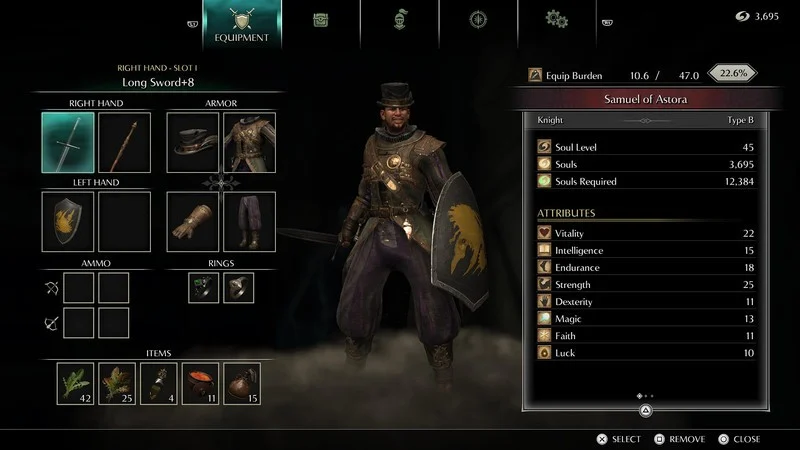 L1
EQUIPMENT
R1
3,695
RIGHT HAND - SLOT 1
Long Sword+8
RIGHT HAND
ARMOR
LEFT HAND
AMMO
RINGS
ITEMS
42
25
4
11
15
Equip Burden 10.6 / 47.0 22.6%
Samuel of Astora
Knight Type B
Soul Level 45
Souls 3,695
Souls Required 12,384
ATTRIBUTES
Vitality 22
Intelligence 15
Endurance 18
Strength 25
Dexterity 11
Magic 13
Faith 11
Luck 10
SELECT REMOVE CLOSE